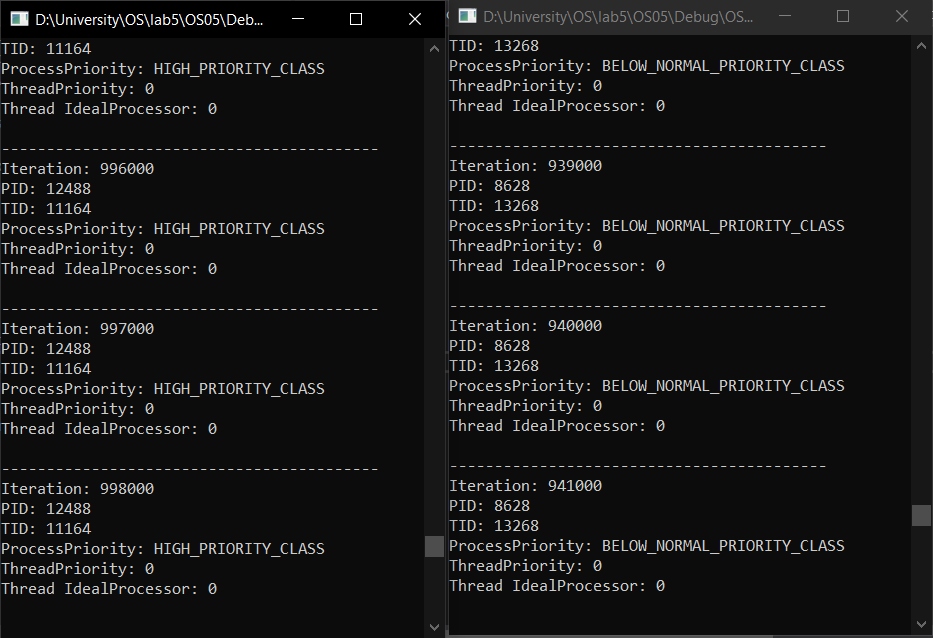 D:\University\OS\lab5\OS05\Deb...
TID: 11164
ProcessPriority: HIGH_PRIORITY_CLASS
ThreadPriority: 0
Thread IdealProcessor: 0
------------------------------------------
Iteration: 996000
PID: 12488
TID: 11164
ProcessPriority: HIGH_PRIORITY_CLASS
ThreadPriority: 0
Thread IdealProcessor: 0
------------------------------------------
Iteration: 997000
PID: 12488
TID: 11164
ProcessPriority: HIGH_PRIORITY_CLASS
ThreadPriority: 0
Thread IdealProcessor: 0
------------------------------------------
Iteration: 998000
PID: 12488
TID: 11164
ProcessPriority: HIGH_PRIORITY_CLASS
ThreadPriority: 0
Thread IdealProcessor: 0
D:\University\OS\lab5\OS05\Debug\OS...
TID: 13268
ProcessPriority: BELOW_NORMAL_PRIORITY_CLASS
ThreadPriority: 0
Thread IdealProcessor: 0
------------------------------------------
Iteration: 939000
PID: 8628
TID: 13268
ProcessPriority: BELOW_NORMAL_PRIORITY_CLASS
ThreadPriority: 0
Thread IdealProcessor: 0
------------------------------------------
Iteration: 940000
PID: 8628
TID: 13268
ProcessPriority: BELOW_NORMAL_PRIORITY_CLASS
ThreadPriority: 0
Thread IdealProcessor: 0
------------------------------------------
Iteration: 941000
PID: 8628
TID: 13268
ProcessPriority: BELOW_NORMAL_PRIORITY_CLASS
ThreadPriority: 0
Thread IdealProcessor: 0